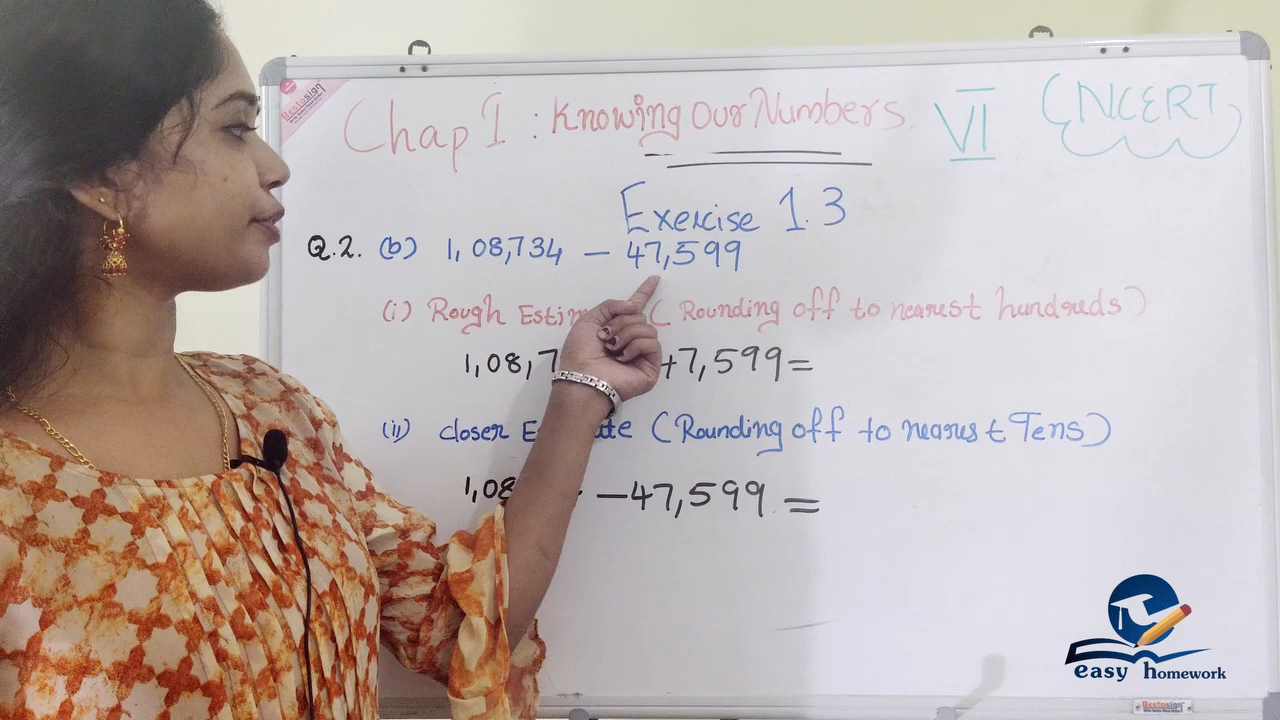 Bestosign
Chap I : Knowing Our Numbers. VI NCERT
Exercise 1.3
Q.2. (b) 1,08,734 – 47,599
(i) Rough ( Rounding off to nearest hundreds)
1,08,7 47,599=
(ii) closer (Rounding off to nearest Tens)
1,08 –47,599 =
easy homework
Bestosign